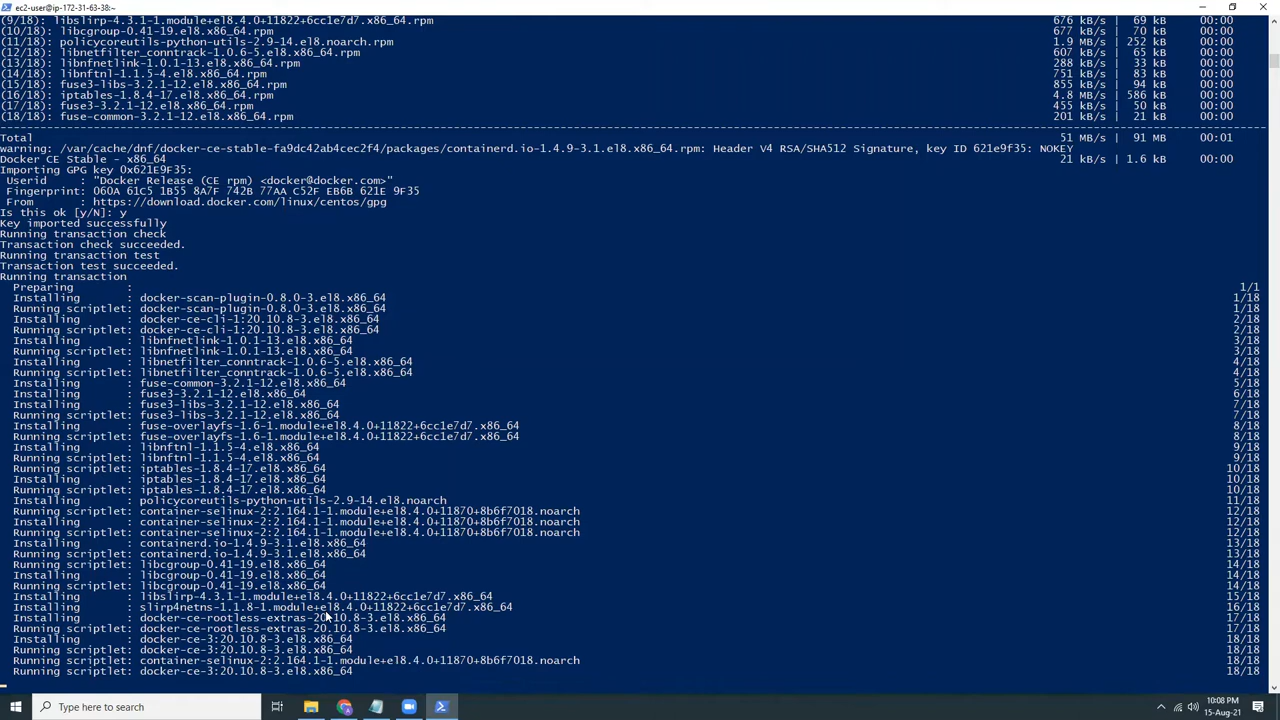 ec2-user@ip-172-31-63-38:~
(9/18): libslirp-4.3.1-1.module+el8.4.0+11822+6cc1e7d7.x86_64.rpm 676 kB/s | 69 kB 00:00
(10/18): libcgroup-0.41-19.el8.x86_64.rpm 677 kB/s | 70 kB 00:00
(11/18): policycoreutils-python-utils-2.9-14.el8.noarch.rpm 1.9 MB/s | 252 kB 00:00
(12/18): libnetfilter_conntrack-1.0.6-5.el8.x86_64.rpm 607 kB/s | 65 kB 00:00
(13/18): libnfnetlink-1.0.1-13.el8.x86_64.rpm 288 kB/s | 33 kB 00:00
(14/18): libnftnl-1.1.5-4.el8.x86_64.rpm 751 kB/s | 83 kB 00:00
(15/18): fuse3-libs-3.2.1-12.el8.x86_64.rpm 855 kB/s | 94 kB 00:00
(16/18): iptables-1.8.4-17.el8.x86_64.rpm 4.8 MB/s | 586 kB 00:00
(17/18): fuse3-3.2.1-12.el8.x86_64.rpm 455 kB/s | 50 kB 00:00
(18/18): fuse-common-3.2.1-12.el8.x86_64.rpm 201 kB/s | 21 kB 00:00
Total 51 MB/s | 91 MB 00:01
warning: /var/cache/dnf/docker-ce-stable-fa9dc42ab4cec2f4/packages/containerd.io-1.4.9-3.1.el8.x86_64.rpm: Header V4 RSA/SHA512 Signature, key ID 621e9f35: NOKEY
Docker CE Stable - x86_64 21 kB/s | 1.6 kB 00:00
Importing GPG key 0x621E9F35:
Userid : "Docker Release (CE rpm) <docker@docker.com>"
Fingerprint: 060A 61C5 1B55 8A7F 742B 77AA C52F EB6B 621E 9F35
From : https://download.docker.com/linux/centos/gpg
Is this ok [y/N]: y
Key imported successfully
Running transaction check
Transaction check succeeded.
Running transaction test
Transaction test succeeded.
Running transaction
Preparing : 1/1
Installing : docker-scan-plugin-0.8.0-3.el8.x86_64 1/18
Running scriptlet: docker-scan-plugin-0.8.0-3.el8.x86_64 1/18
Installing : docker-ce-cli-1:20.10.8-3.el8.x86_64 2/18
Running scriptlet: docker-ce-cli-1:20.10.8-3.el8.x86_64 2/18
Installing : libnfnetlink-1.0.1-13.el8.x86_64 3/18
Running scriptlet: libnfnetlink-1.0.1-13.el8.x86_64 3/18
Installing : libnetfilter_conntrack-1.0.6-5.el8.x86_64 4/18
Running scriptlet: libnetfilter_conntrack-1.0.6-5.el8.x86_64 4/18
Installing : fuse-common-3.2.1-12.el8.x86_64 5/18
Installing : fuse3-3.2.1-12.el8.x86_64 6/18
Installing : fuse3-libs-3.2.1-12.el8.x86_64 7/18
Running scriptlet: fuse3-libs-3.2.1-12.el8.x86_64 7/18
Installing : fuse-overlayfs-1.6-1.module+el8.4.0+11822+6cc1e7d7.x86_64 8/18
Running scriptlet: fuse-overlayfs-1.6-1.module+el8.4.0+11822+6cc1e7d7.x86_64 8/18
Installing : libnftnl-1.1.5-4.el8.x86_64 9/18
Running scriptlet: libnftnl-1.1.5-4.el8.x86_64 9/18
Running scriptlet: iptables-1.8.4-17.el8.x86_64 10/18
Installing : iptables-1.8.4-17.el8.x86_64 10/18
Running scriptlet: iptables-1.8.4-17.el8.x86_64 10/18
Installing : policycoreutils-python-utils-2.9-14.el8.noarch 11/18
Running scriptlet: container-selinux-2:2.164.1-1.module+el8.4.0+11870+8b6f7018.noarch 12/18
Installing : container-selinux-2:2.164.1-1.module+el8.4.0+11870+8b6f7018.noarch 12/18
Running scriptlet: container-selinux-2:2.164.1-1.module+el8.4.0+11870+8b6f7018.noarch 12/18
Installing : containerd.io-1.4.9-3.1.el8.x86_64 13/18
Running scriptlet: containerd.io-1.4.9-3.1.el8.x86_64 13/18
Running scriptlet: libcgroup-0.41-19.el8.x86_64 14/18
Installing : libcgroup-0.41-19.el8.x86_64 14/18
Running scriptlet: libcgroup-0.41-19.el8.x86_64 14/18
Installing : libslirp-4.3.1-1.module+el8.4.0+11822+6cc1e7d7.x86_64 15/18
Installing : slirp4netns-1.1.8-1.module+el8.4.0+11822+6cc1e7d7.x86_64 16/18
Installing : docker-ce-rootless-extras-20.10.8-3.el8.x86_64 17/18
Running scriptlet: docker-ce-rootless-extras-20.10.8-3.el8.x86_64 17/18
Installing : docker-ce-3:20.10.8-3.el8.x86_64 18/18
Running scriptlet: docker-ce-3:20.10.8-3.el8.x86_64 18/18
Running scriptlet: container-selinux-2:2.164.1-1.module+el8.4.0+11870+8b6f7018.noarch 18/18
Running scriptlet: docker-ce-3:20.10.8-3.el8.x86_64 18/18
Type here to search
10:08 PM
15-Aug-21